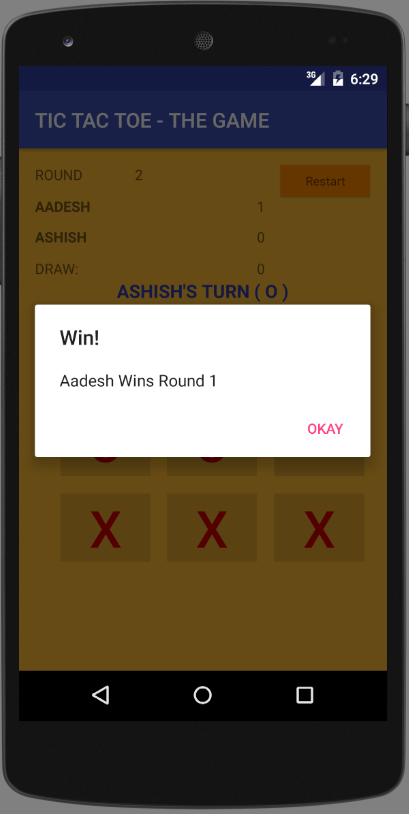 3G 6:29
TIC TAC TOE - THE GAME
ROUND 2 Restart
AADESH 1
ASHISH 0
DRAW: 0
ASHISH'S TURN ( O )
Win!
Aadesh Wins Round 1
OKAY
X X X